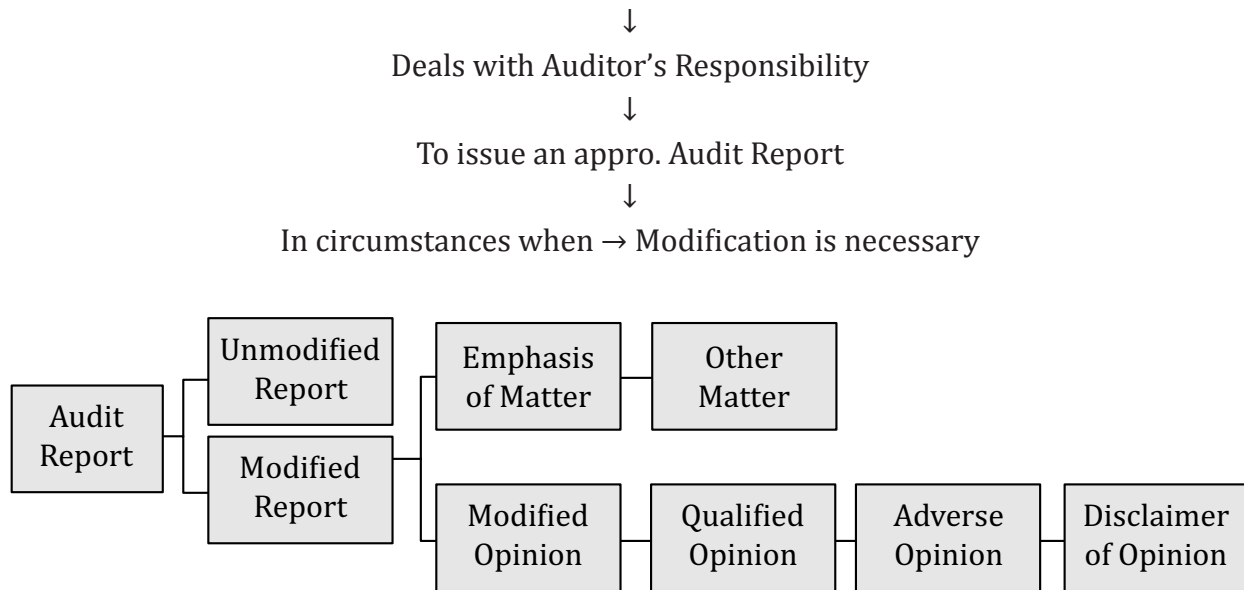 ↓
Deals with Auditor’s Responsibility
↓
To issue an appro. Audit Report
↓
In circumstances when → Modification is necessary
Audit
Report
Unmodified
Report
Modified
Report
Emphasis
of Matter
Other
Matter
Modified
Opinion
Qualified
Opinion
Adverse
Opinion
Disclaimer
of Opinion